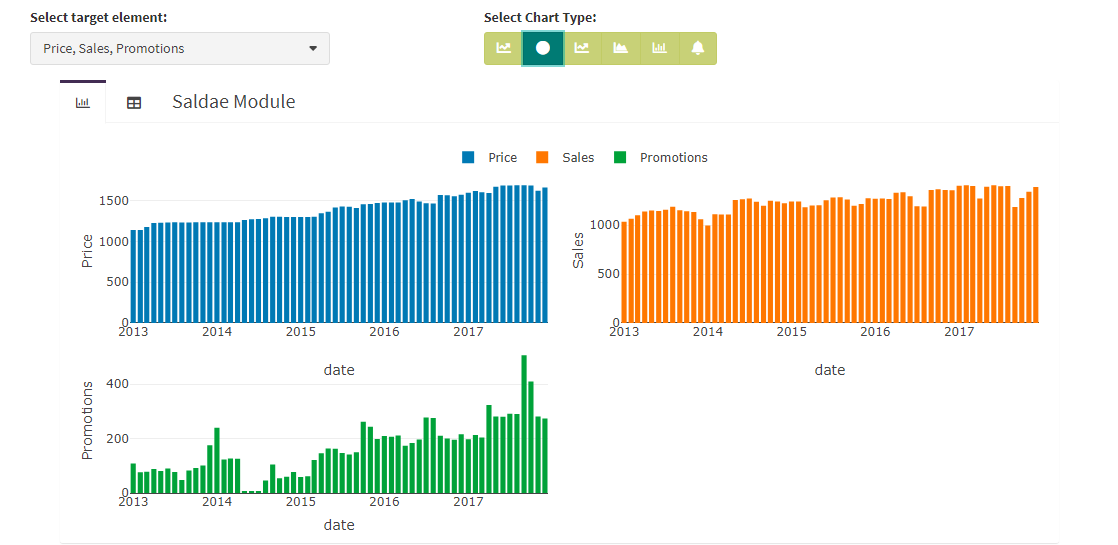 Select target element:
Select Chart Type:
Price, Sales, Promotions
Saldae Module
Price
Sales
Promotions
1500
1000
500
0
Price
2013
2014
2015
2016
2017
date
1000
500
0
Sales
2013
2014
2015
2016
2017
date
400
200
0
Promotions
2013
2014
2015
2016
2017
date